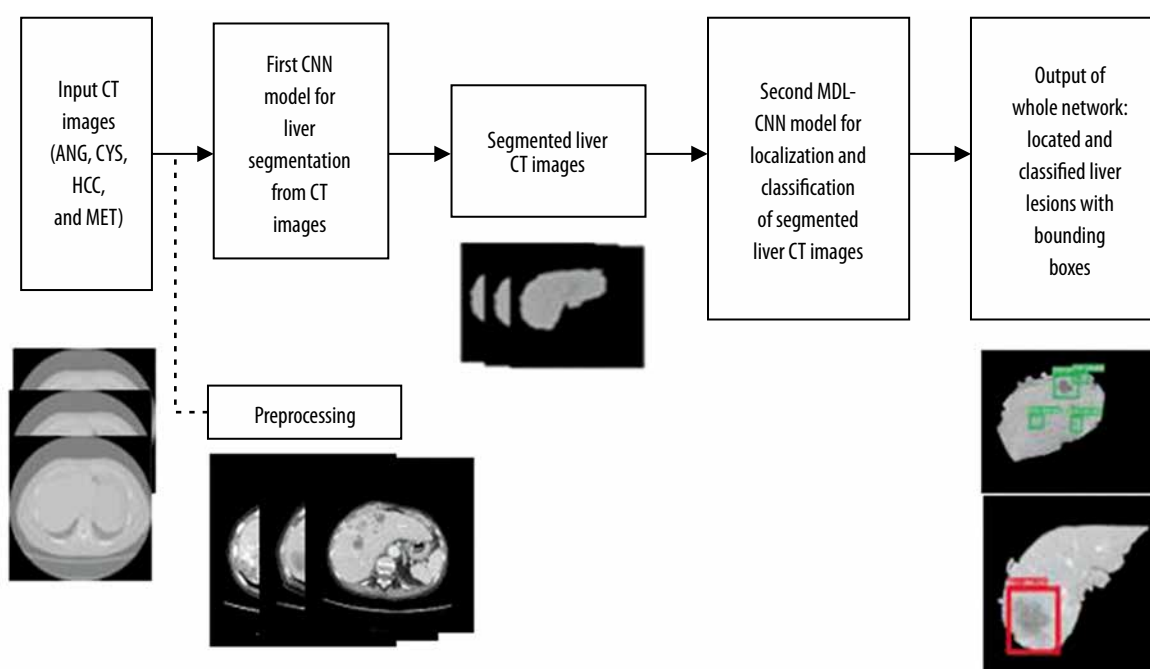 Input CT
images
(ANG, CYS,
HCC,
and MET)
First CNN
model for
liver
segmentation
from CT
images
Segmented liver
CT images
Second MDL-
CNN model for
localization and
classification
of segmented
liver CT images
Output of
whole network:
located and
classified liver
lesions with
bounding
boxes
Preprocessing